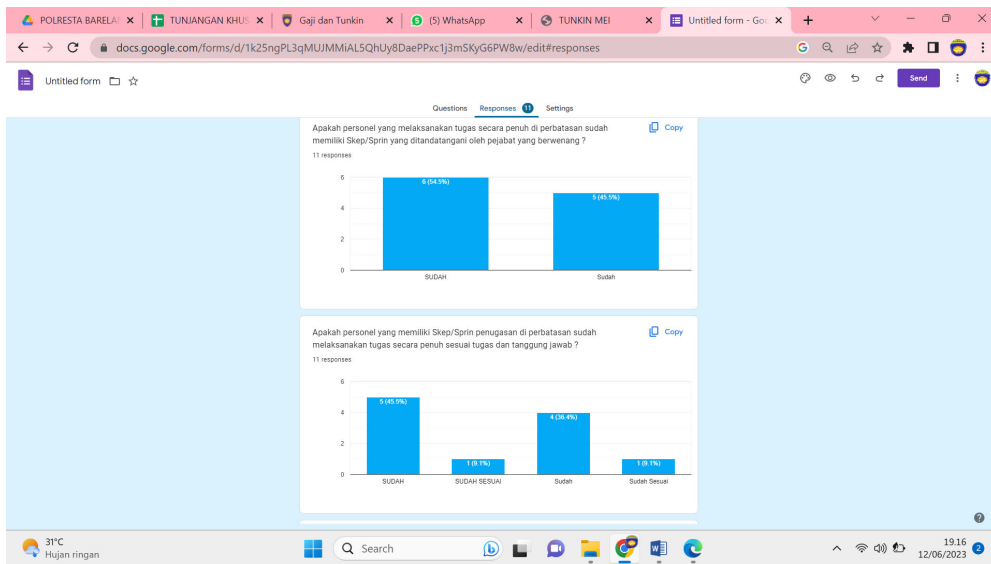 POLRESTA BARELA
TUNJANGAN KHUS
Gaji dan Tunkin
(5) WhatsApp
TUNKIN MEI
Untitled form - Goo
docs.google.com/forms/d/1k25ngPL3qMUJMMiAL5QhUy8DaePPxc1j3mSKyG6PW8w/edit#responses
Untitled form
Send
Questions Responses 11 Settings
Apakah personel yang melaksanakan tugas secara penuh di perbatasan sudah
memiliki Skep/Sprin yang ditandatangani oleh pejabat yang berwenang ?
Copy
11 responses
6
4
2
0
6 (54.5%)
5 (45.5%)
SUDAH
Sudah
Apakah personel yang memiliki Skep/Sprin penugasan di perbatasan sudah
melaksanakan tugas secara penuh sesuai tugas dan tanggung jawab ?
Copy
11 responses
6
4
2
0
5 (45.5%)
1 (9.1%)
4 (36.4%)
1 (9.1%)
SUDAH
SUDAH SESUAI
Sudah
Sudah Sesuai
31°C
Hujan ringan
Search
19.16
12/06/2023
2